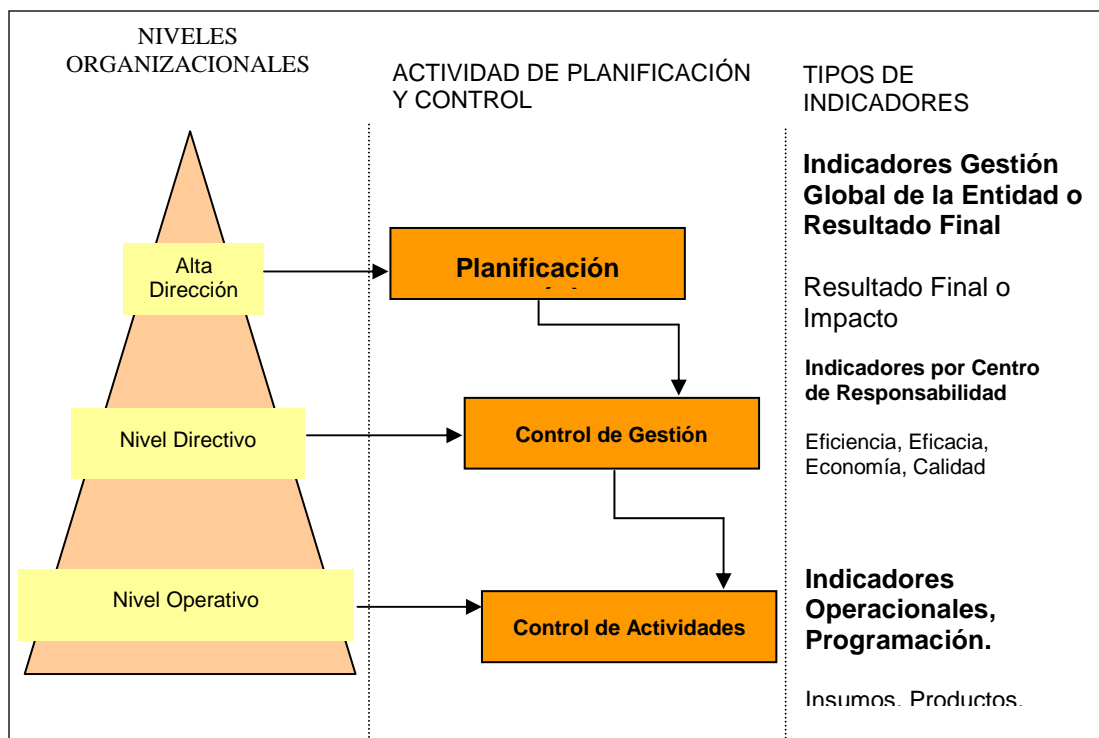 NIVELES
ORGANIZACIONALES
ACTIVIDAD DE PLANIFICACIÓN
Y CONTROL
TIPOS DE
INDICADORES
Alta
Dirección
Planificación
Indicadores Gestión
Global de la Entidad o
Resultado Final
Resultado Final o
Impacto
Nivel Directivo
Control de Gestión
Indicadores por Centro
de Responsabilidad
Eficiencia, Eficacia,
Economía, Calidad
Nivel Operativo
Control de Actividades
Indicadores
Operacionales,
Programación.
Insumos, Productos.